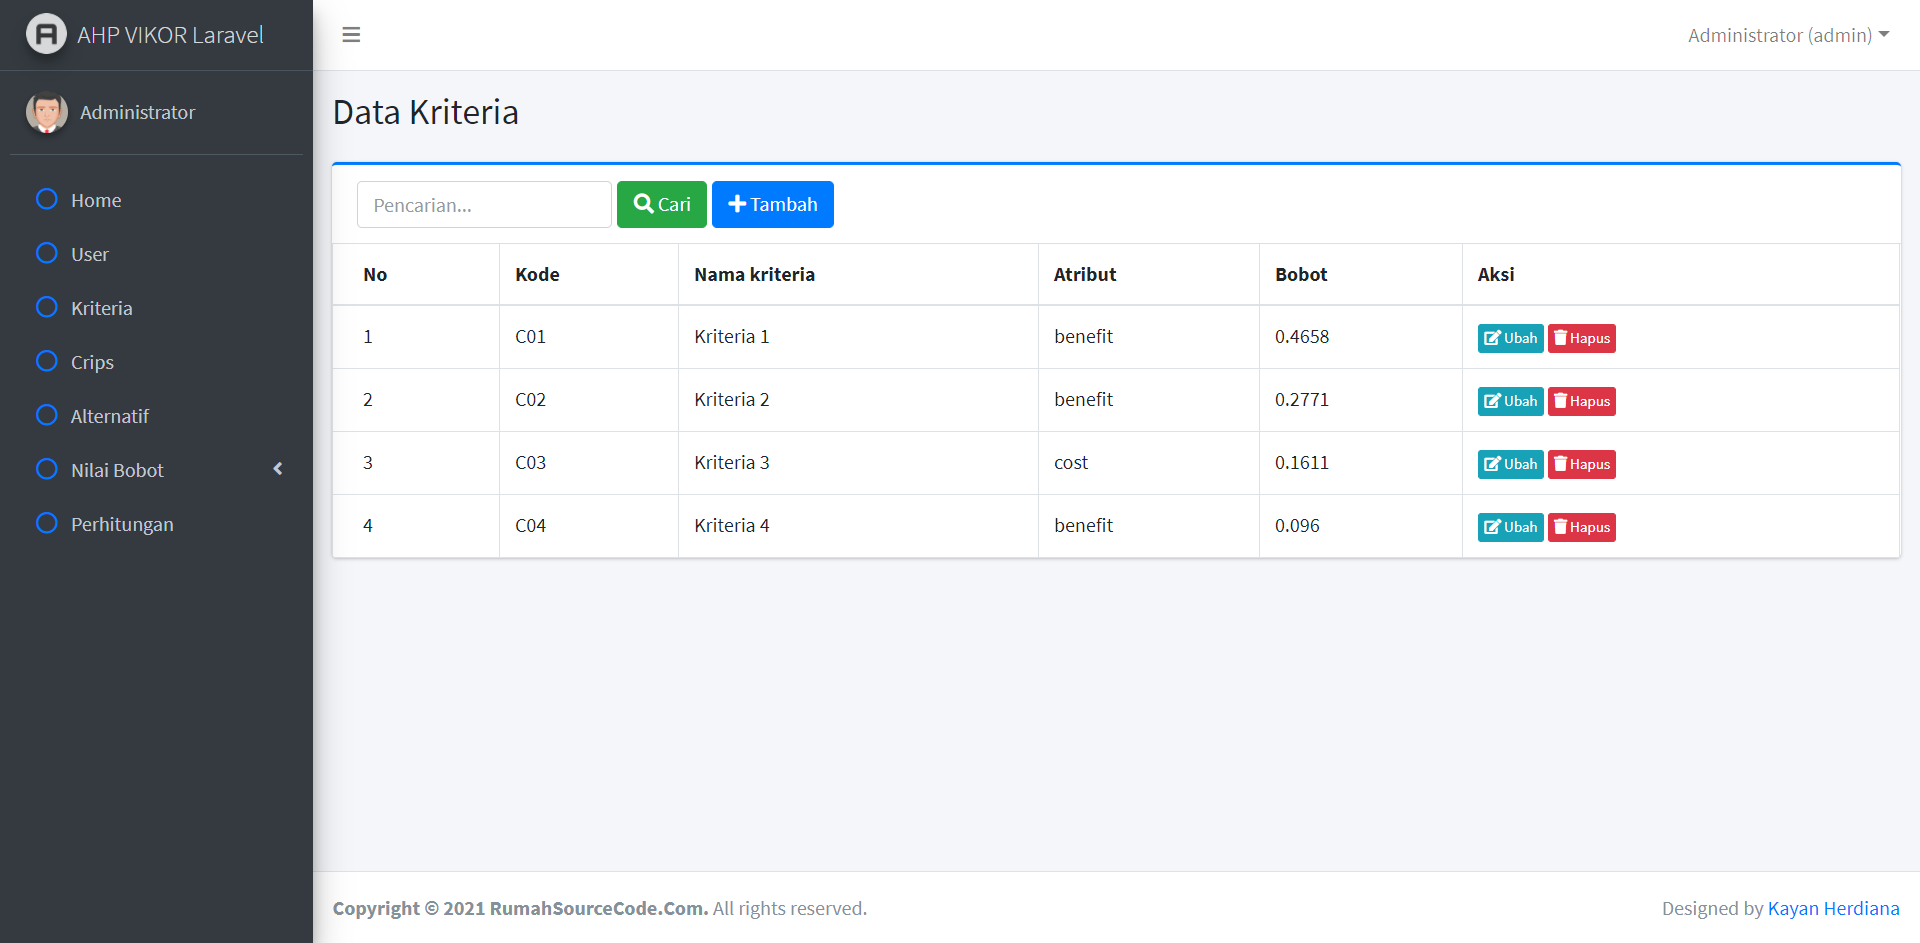 AHP VIKOR Laravel
Administrator (admin)
Administrator
Home
User
Kriteria
Crips
Alternatif
Nilai Bobot
Perhitungan
Data Kriteria
Pencarian... Cari Tambah
No Kode Nama kriteria Atribut Bobot Aksi
1 C01 Kriteria 1 benefit 0.4658 Ubah Hapus
2 C02 Kriteria 2 benefit 0.2771 Ubah Hapus
3 C03 Kriteria 3 cost 0.1611 Ubah Hapus
4 C04 Kriteria 4 benefit 0.096 Ubah Hapus
Copyright © 2021 RumahSourceCode.Com. All rights reserved.
Designed by Kayan Herdiana